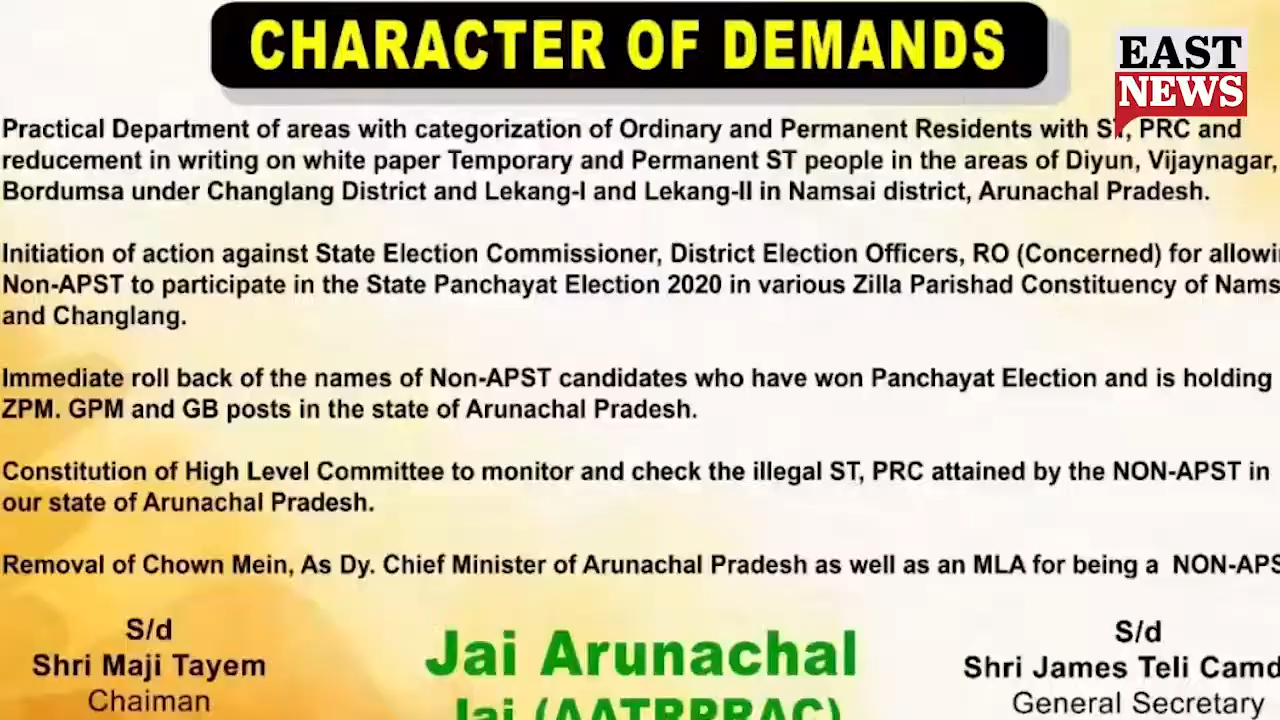 CHARACTER OF DEMANDS
EAST
NEWS
Practical Department of areas with categorization of Ordinary and Permanent Residents with ST, PRC and
reducement in writing on white paper Temporary and Permanent ST people in the areas of Diyun, Vijaynagar,
Bordumsa under Changlang District and Lekang-I and Lekang-II in Namsai district, Arunachal Pradesh.
Initiation of action against State Election Commissioner, District Election Officers, RO (Concerned) for allowi
Non-APST to participate in the State Panchayat Election 2020 in various Zilla Parishad Constituency of Nams
and Changlang.
Immediate roll back of the names of Non-APST candidates who have won Panchayat Election and is holding
ZPM. GPM and GB posts in the state of Arunachal Pradesh.
Constitution of High Level Committee to monitor and check the illegal ST, PRC attained by the NON-APST in
our state of Arunachal Pradesh.
Removal of Chown Mein, As Dy. Chief Minister of Arunachal Pradesh as well as an MLA for being a NON-APS
S/d
Shri Maji Tayem
Chaiman
Jai Arunachal
Jai (AATRPRAC)
S/d
Shri James Teli Camd
General Secretary